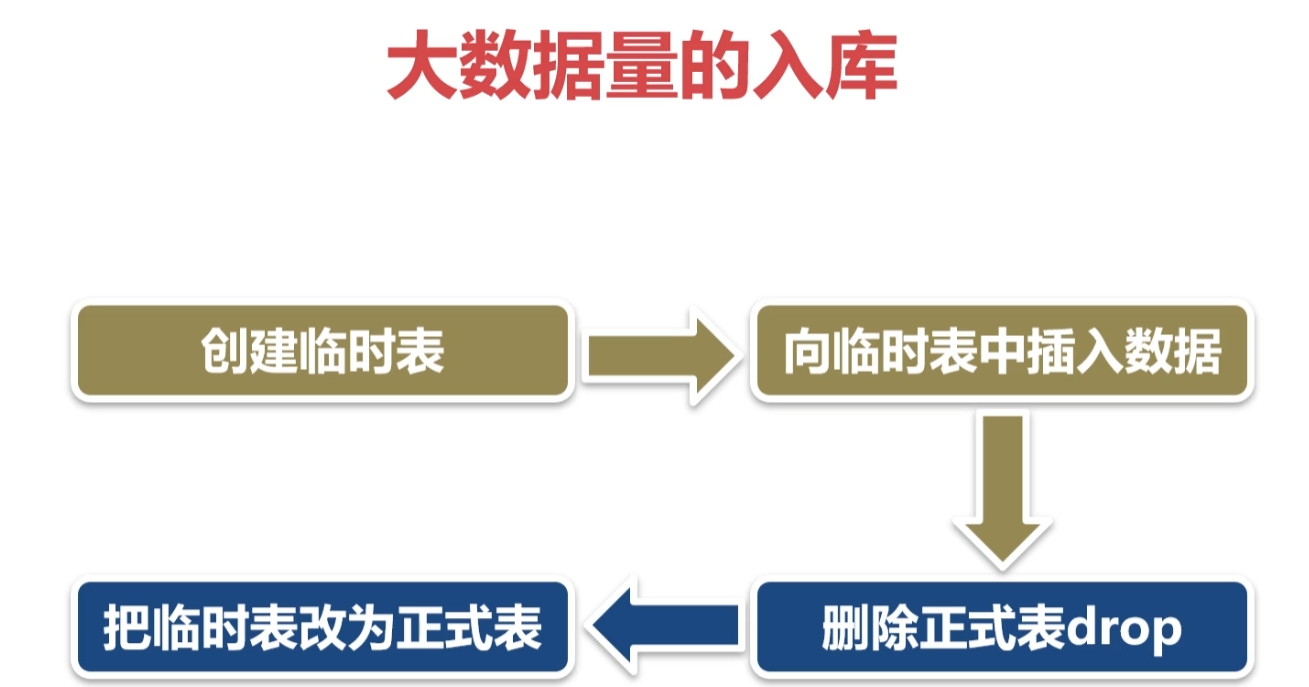 大数据量的入库
创建临时表
向临时表中插入数据
删除正式表drop
把临时表改为正式表